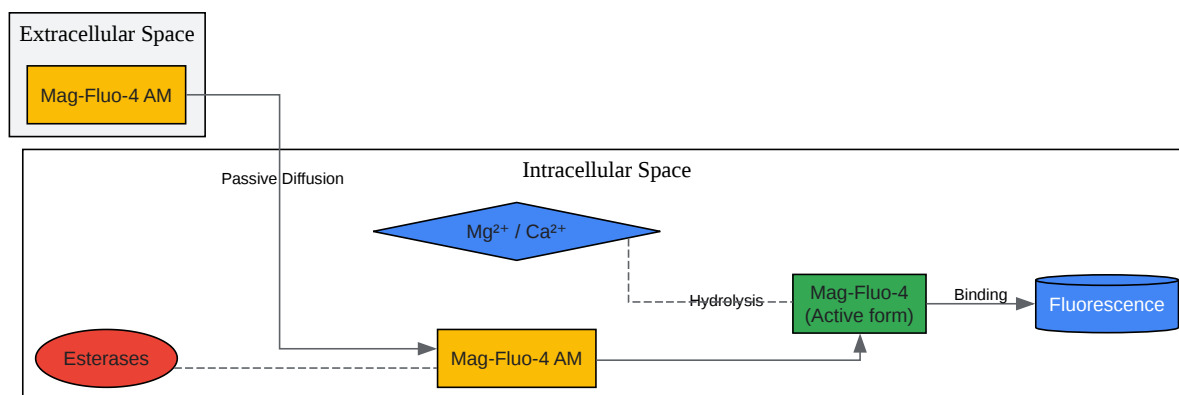 Extracellular Space
Mag-Fluo-4 AM
Passive Diffusion
Intracellular Space
Mg²⁺ / Ca²⁺
Hydrolysis
Mag-Fluo-4
(Active form)
Binding
Fluorescence
Esterases
Mag-Fluo-4 AM